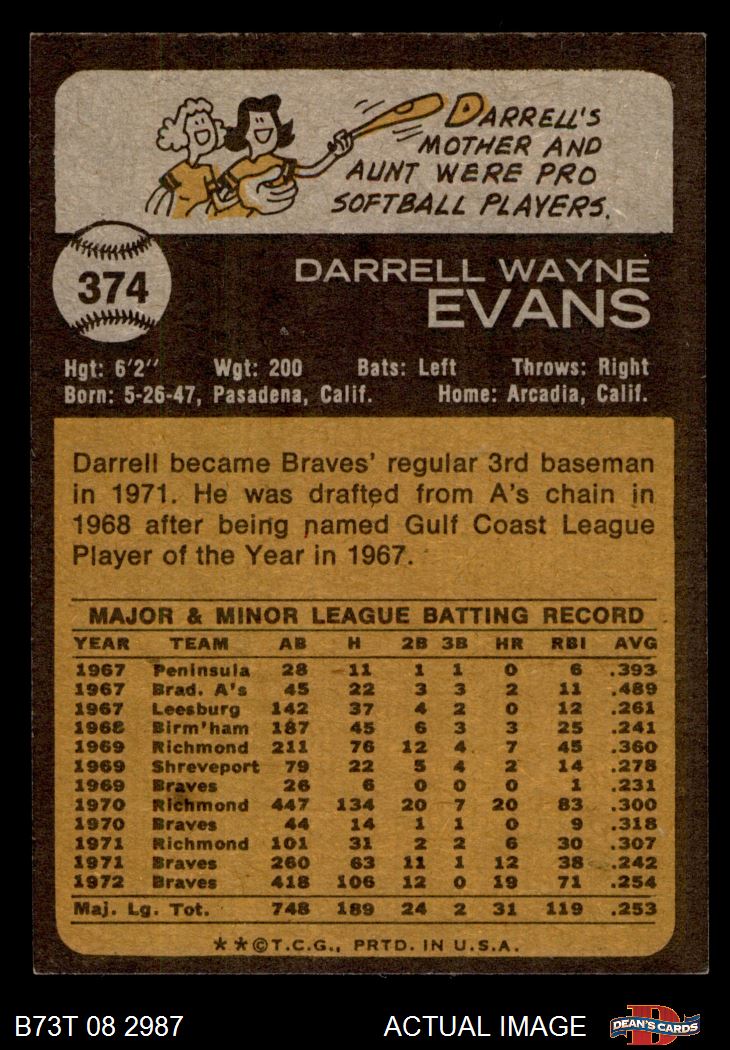 DARRELL'S
MOTHER AND
AUNT WERE PRO
SOFTBALL PLAYERS.
374
DARRELL WAYNE
EVANS
Hgt: 6'2" Wgt: 200 Bats: Left Throws: Right
Born: 5-26-47, Pasadena, Calif. Home: Arcadia, Calif.
Darrell became Braves' regular 3rd baseman
in 1971. He was drafted from A's chain in
1968 after being named Gulf Coast League
Player of the Year in 1967.
MAJOR & MINOR LEAGUE BATTING RECORD
YEAR TEAM AB H 2B 3B HR RBI AVG
1967 Peninsula 28 11 1 1 0 6 .393
1967 Brad. A's 45 22 3 3 2 11 .489
1967 Leesburg 142 37 4 2 0 12 .261
1968 Birm'ham 187 45 6 3 3 25 .241
1969 Richmond 211 76 12 4 7 45 .360
1969 Shreveport 79 22 5 4 2 14 .278
1969 Braves 26 6 0 0 0 1 .231
1970 Richmond 447 134 20 7 20 83 .300
1970 Braves 44 14 1 1 0 9 .318
1971 Richmond 101 31 2 2 6 30 .307
1971 Braves 260 63 11 1 12 38 .242
1972 Braves 418 106 12 0 19 71 .254
Maj. Lg. Tot. 748 189 24 2 31 119 .253
**©T.C.G., PRTD. IN U.S.A.
B73T 08 2987 ACTUAL IMAGE D DEAN'S CARDS